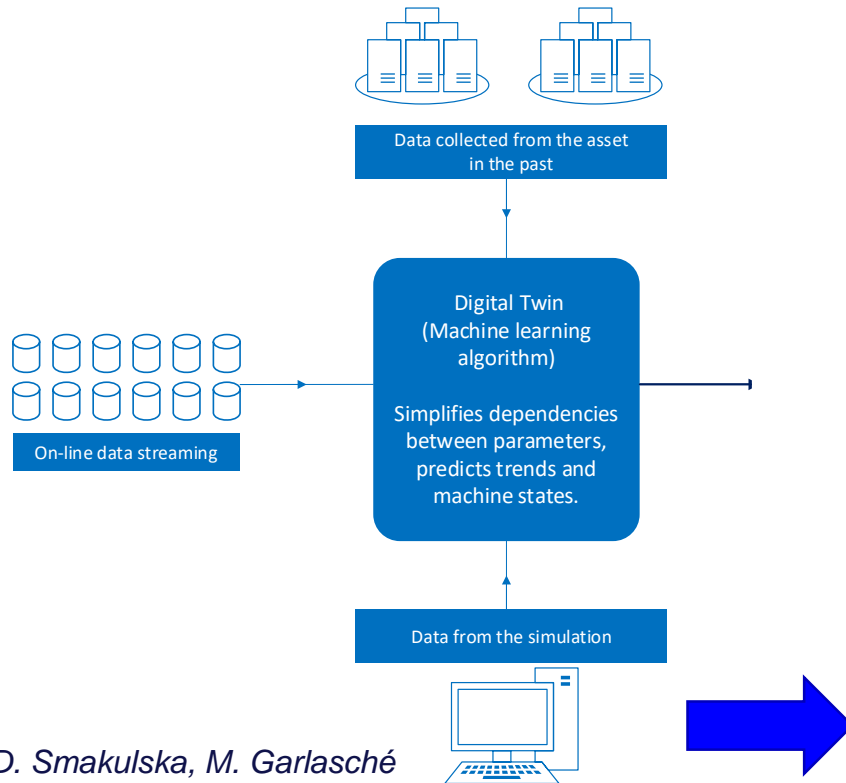 Data collected from the asset
in the past
Digital Twin
(Machine learning
algorithm)
Simplifies dependencies
between parameters,
predicts trends and
machine states.
On-line data streaming
Data from the simulation
D. Smakulska, M. Garlasché